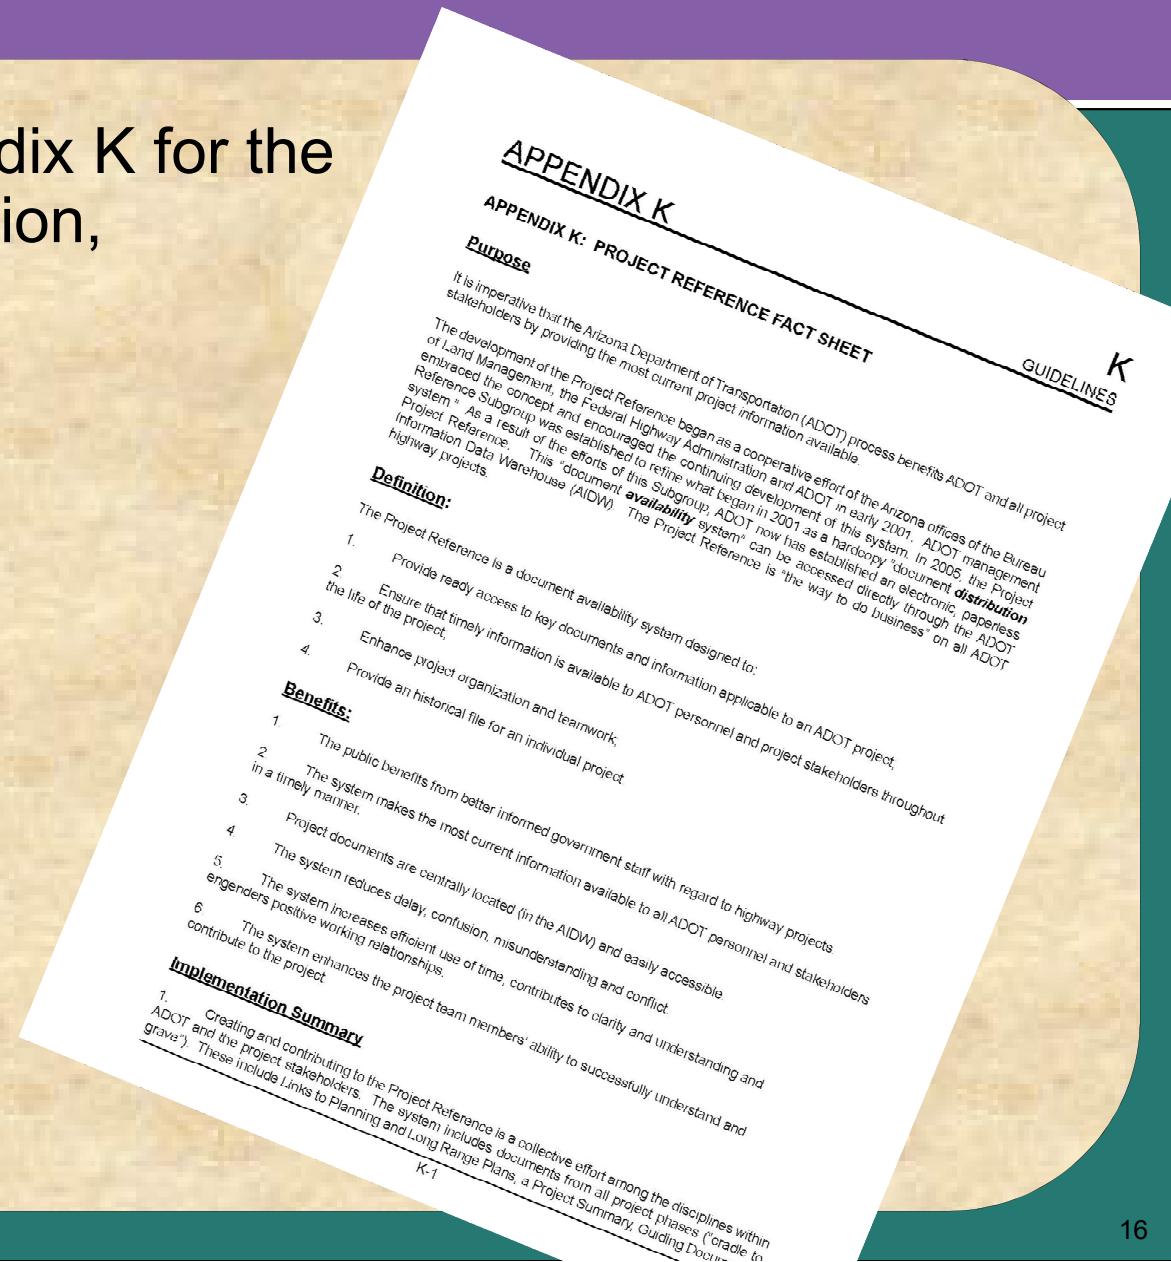 dix K for the
ion,
APPENDIX K
K
GUIDELINES
APPENDIX K: PROJECT REFERENCE FACT SHEET
Purpose
It is imperative that the Arizona Department of Transportation (ADOT) process benefits ADOT and all project
stakeholders by providing the most current project information available.
The development of the Project Reference began as a cooperative effort of the Arizona offices of the Bureau
of Land Management, the Federal Highway Administration and ADOT in early 2001. ADOT management
embraced the concept and encouraged the continuing development of this system. In 2005, the Project
Reference Subgroup was established to refine what began in 2001 as a hardcopy "document distribution
system." As a result of the efforts of this Subgroup, ADOT now has established an electronic, paperless
Project Reference. This "document availability system" can be accessed directly through the ADOT
Information Data Warehouse (AIDW). The Project Reference is "the way to do business" on all ADOT
highway projects.
Definition:
The Project Reference is a document availability system designed to:
1. Provide ready access to key documents and information applicable to an ADOT project;
2. Ensure that timely information is available to ADOT personnel and project stakeholders throughout
the life of the project;
3. Enhance project organization and teamwork;
4. Provide an historical file for an individual project
Benefits:
1. The public benefits from better informed government staff with regard to highway projects.
2. The system makes the most current information available to all ADOT personnel and stakeholders
in a timely manner.
3. Project documents are centrally located (in the AIDW) and easily accessible.
4. The system reduces delay, confusion, misunderstanding and conflict.
5. The system increases efficient use of time, contributes to clarity and understanding and
engenders positive working relationships.
6. The system enhances the project team members' ability to successfully understand and
contribute to the project
Implementation Summary
1. Creating and contributing to the Project Reference is a collective effort among the disciplines within
ADOT and the project stakeholders. The system includes documents from all project phases ("cradle to
grave"). These include Links to Planning and Long Range Plans, a Project Summary, Guiding
K-1
16